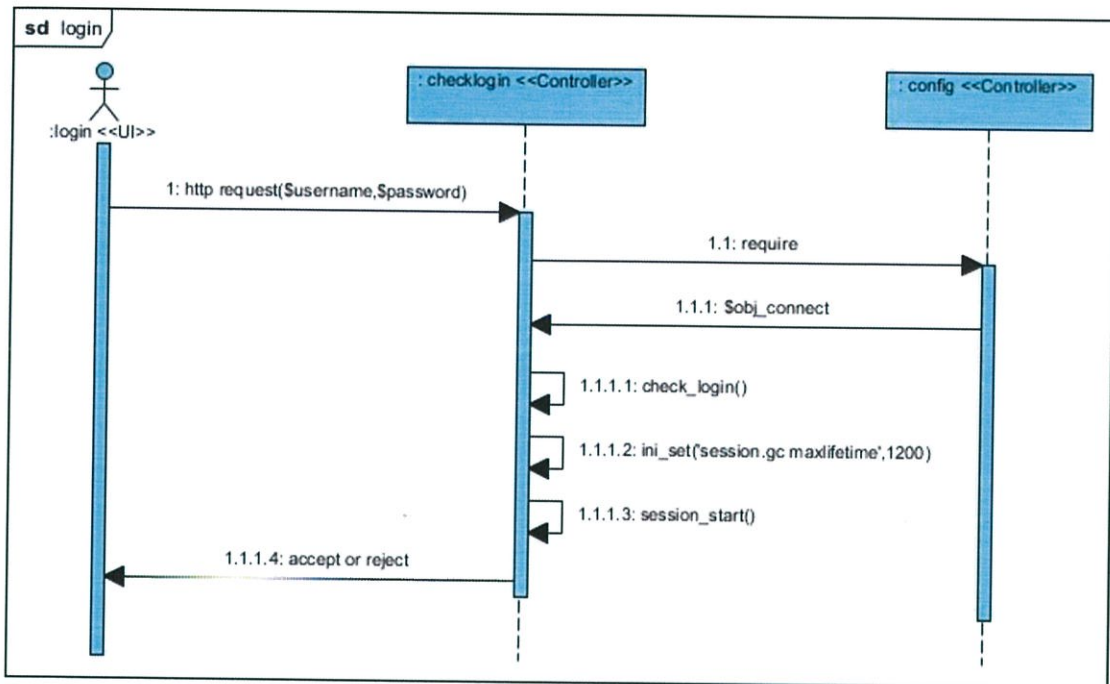 sd login
: checklogin <<Controller>>
: config <<Controller>>
:login <<UI>>
1: http request($username,$password)
1.1: require
1.1.1: $obj_connect
1.1.1.1: check_login()
1.1.1.2: ini_set('session.gc maxlifetime',1200)
1.1.1.3: session_start()
1.1.1.4: accept or reject